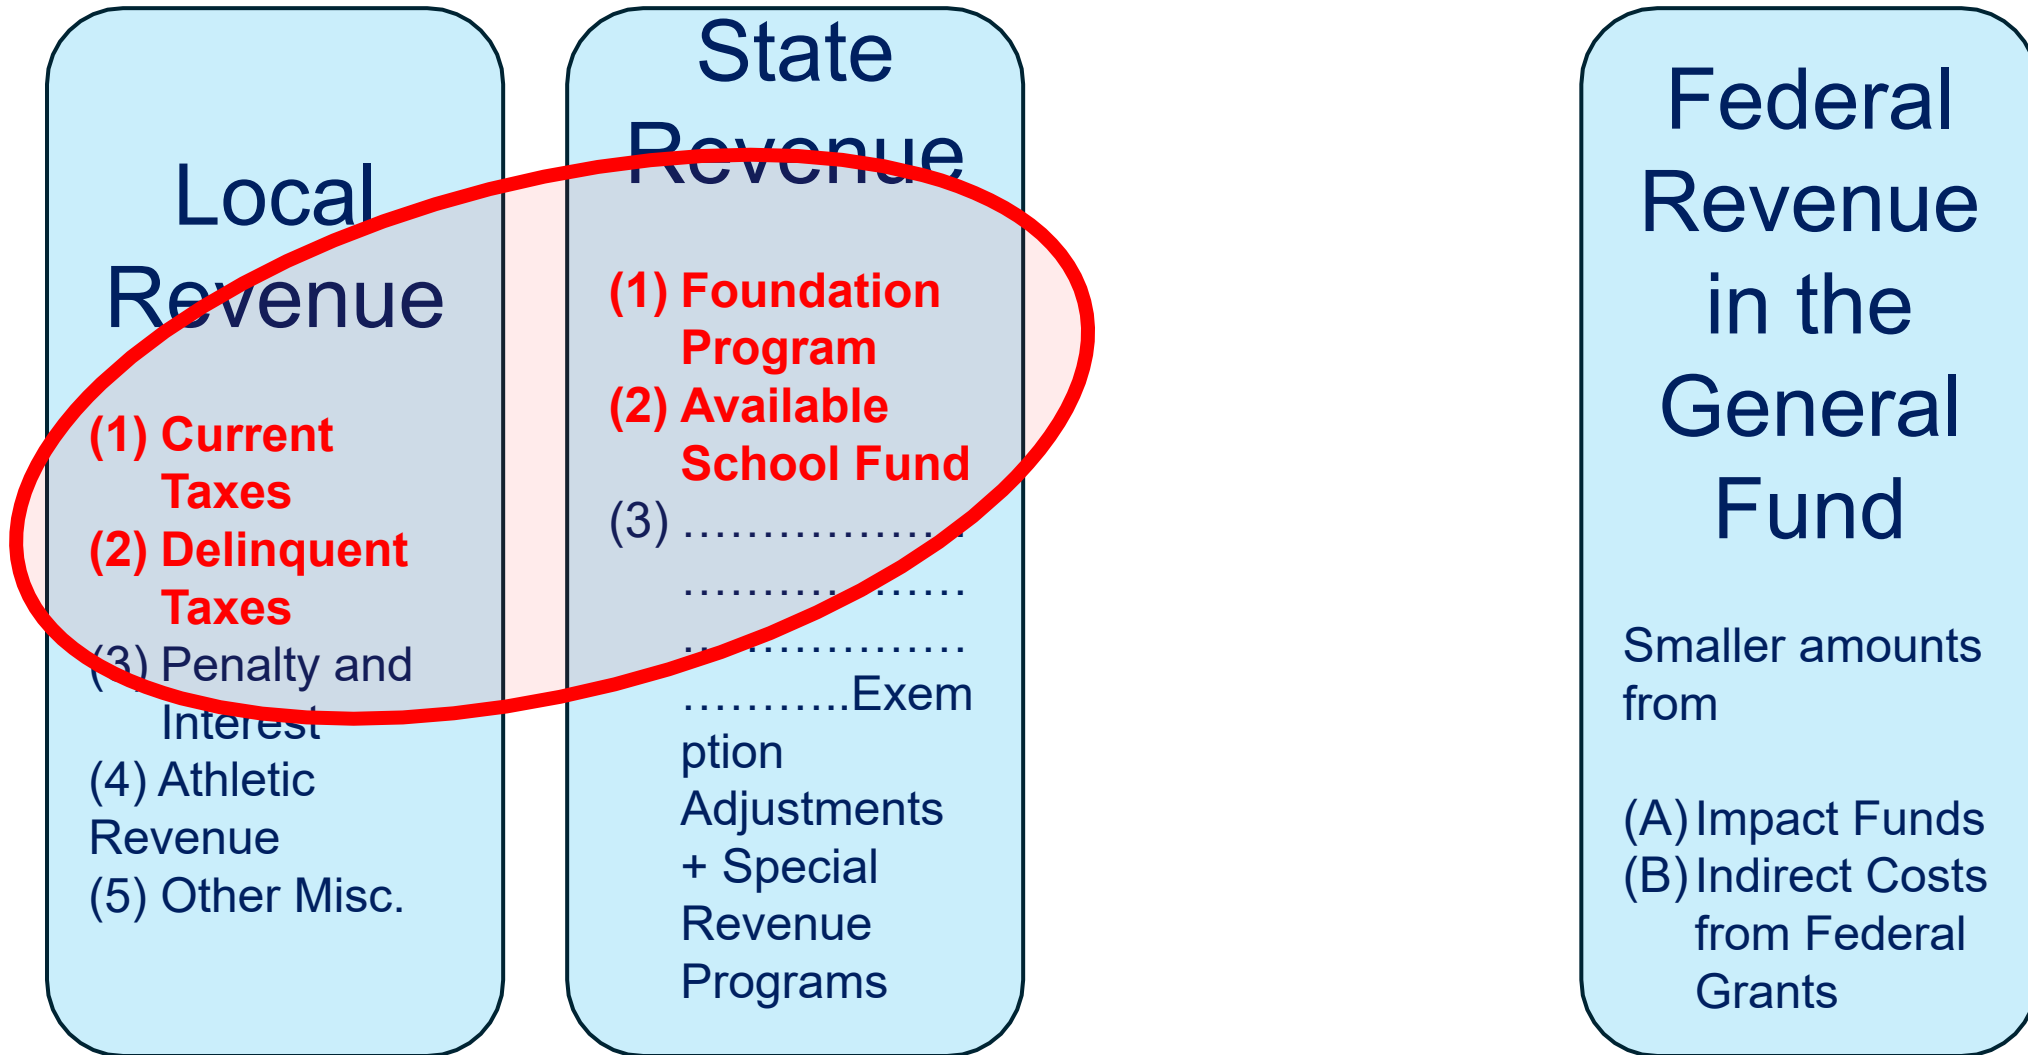 Local
Revenue
(1) Current
Taxes
(2) Delinquent
Taxes
(3) Penalty and
Interest
(4) Athletic
Revenue
(5) Other Misc.
State
Revenue
(1) Foundation
Program
(2) Available
School Fund
(3) ………………
………………
………………
………..Exem
ption
Adjustments
+ Special
Revenue
Programs
Federal
Revenue
in the
General
Fund
Smaller amounts
from
(A) Impact Funds
(B) Indirect Costs
from Federal
Grants